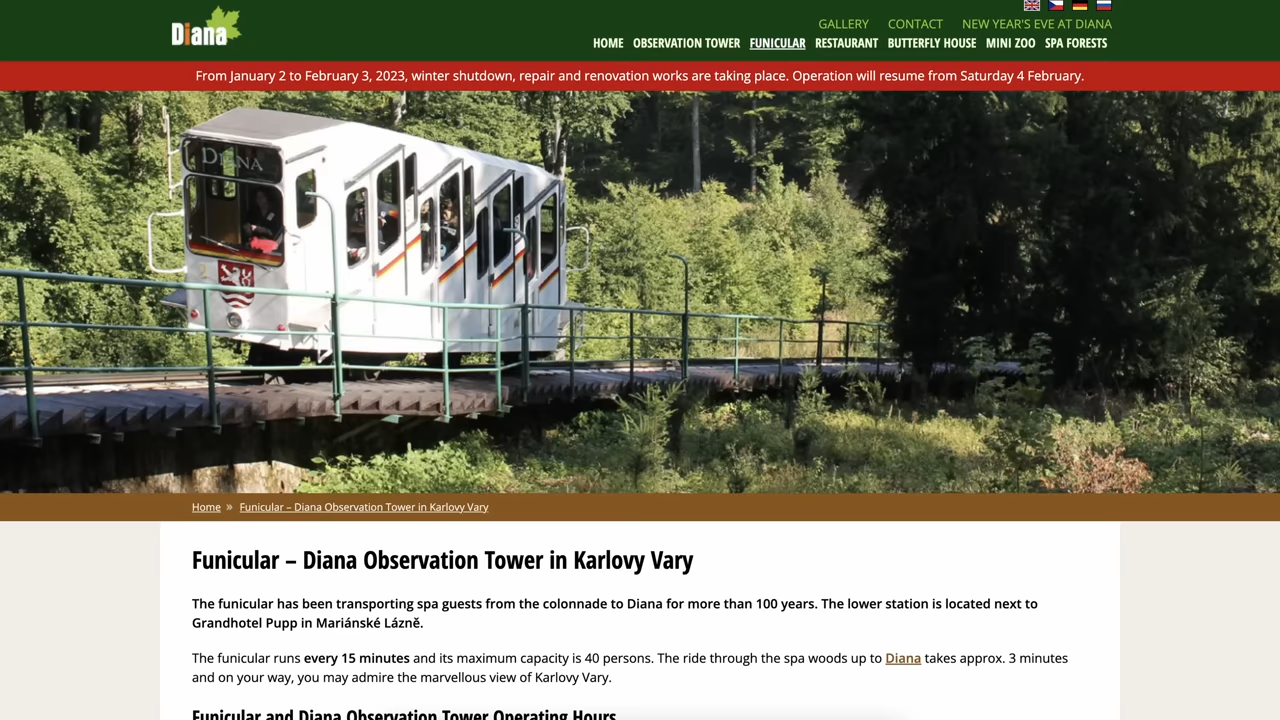 Diana
GALLERY CONTACT NEW YEAR'S EVE AT DIANA
HOME OBSERVATION TOWER FUNICULAR RESTAURANT BUTTERFLY HOUSE MINI ZOO SPA FORESTS
From January 2 to February 3, 2023, winter shutdown, repair and renovation works are taking place. Operation will resume from Saturday 4 February.
DIANA
2
Home » Funicular – Diana Observation Tower in Karlovy Vary
Funicular – Diana Observation Tower in Karlovy Vary
The funicular has been transporting spa guests from the colonnade to Diana for more than 100 years. The lower station is located next to
Grandhotel Pupp in Mariánské Lázně.
The funicular runs every 15 minutes and its maximum capacity is 40 persons. The ride through the spa woods up to Diana takes approx. 3 minutes
and on your way, you may admire the marvellous view of Karlovy Vary.
Funicular and Diana Observation Tower Operating Hours